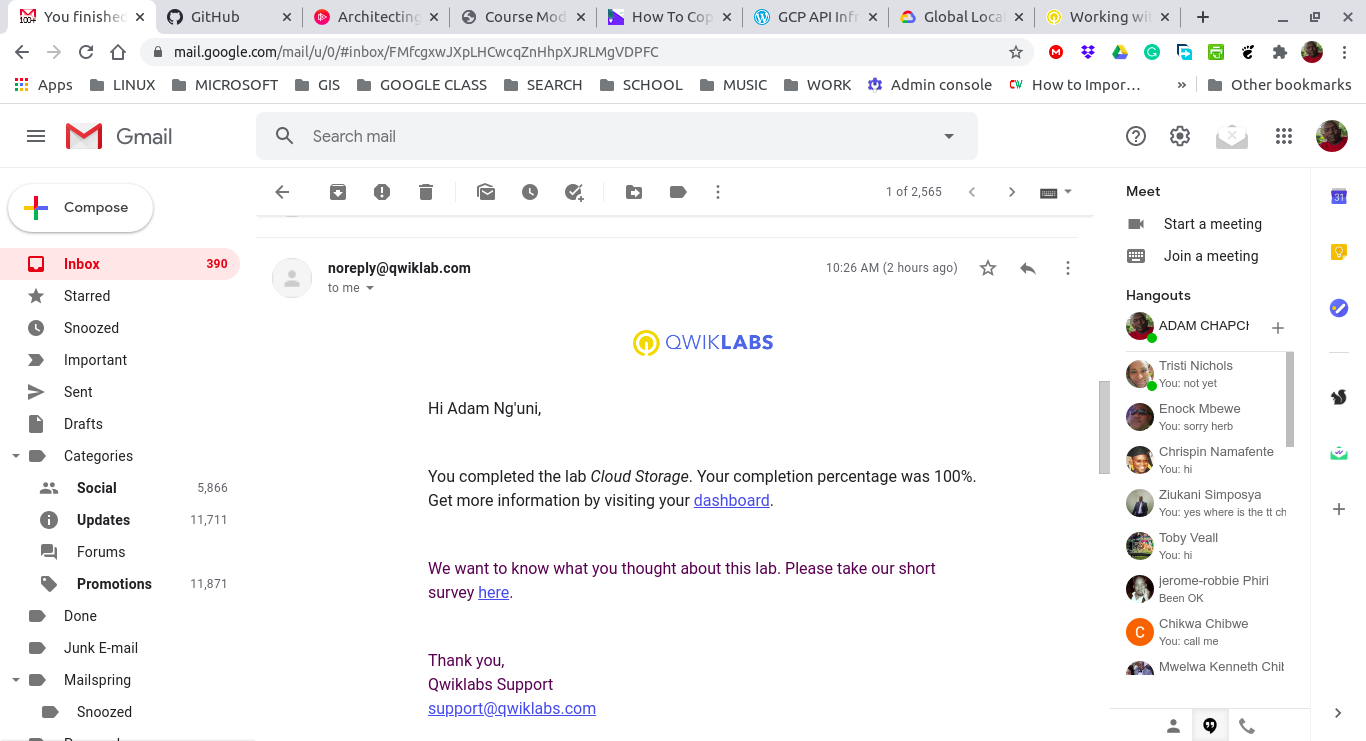 You finished
GitHub
Architecting
Course Mod
How To Cop
GCP API Infr
Global Local
Working wi
mail.google.com/mail/u/0/#inbox/FMfcgxwJXpLHCwcqZnHhpXJRLMgVDPFC
Apps
LINUX
MICROSOFT
GIS
GOOGLE CLASS
SEARCH
SCHOOL
MUSIC
WORK
Admin console
How to Impor…
»
Other bookmarks
Gmail
Search mail
Compose
1 of 2,565
Inbox 390
Starred
Snoozed
Important
Sent
Drafts
Categories
Social 5,866
Updates 11,711
Forums
Promotions 11,871
Done
Junk E-mail
Mailspring
Snoozed
noreply@qwiklab.com
10:26 AM (2 hours ago)
to me
QWIKLABS
Hi Adam Ng'uni,
You completed the lab Cloud Storage. Your completion percentage was 100%.
Get more information by visiting your dashboard.
We want to know what you thought about this lab. Please take our short
survey here.
Thank you,
Qwiklabs Support
support@qwiklabs.com
Meet
Start a meeting
Join a meeting
Hangouts
ADAM CHAPCH
Tristi Nichols
You: not yet
Enock Mbewe
You: sorry herb
Chrispin Namafente
You: hi
Ziukani Simposya
You: yes where is the tt ch
Toby Veall
You: hi
jerome-robbie Phiri
Been OK
C
Chikwa Chibwe
You: call me
Mwelwa Kenneth Chit
31